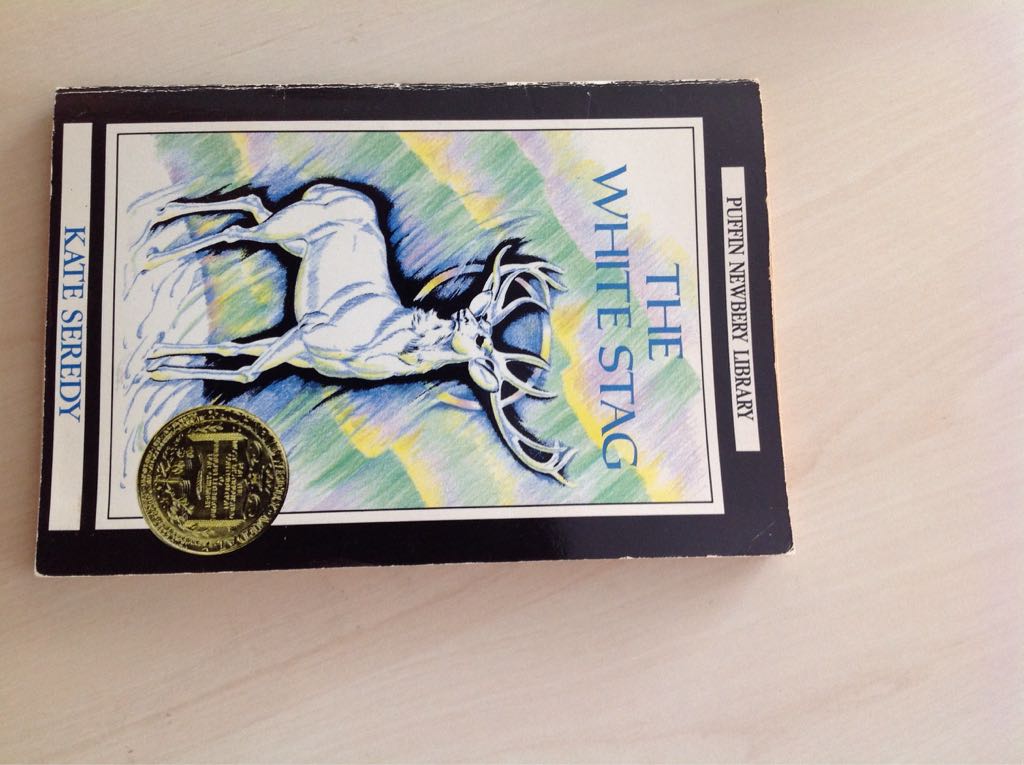 PUFFIN NEWBERY LIBRARY
THE
WHITE STAG
KATE SEREDY